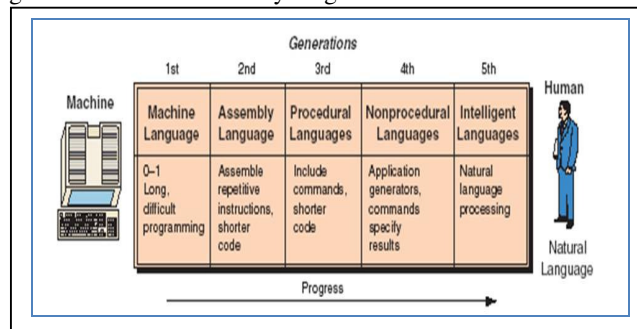 Generations
1st 2nd 3rd 4th 5th
Machine
Human
Machine Language
Assembly Language
Procedural Languages
Nonprocedural Languages
Intelligent Languages
0–1
Long,
difficult
programming
Assemble
repetitive
instructions,
shorter
code
Include
commands,
shorter
code
Application
generators,
commands
specify
results
Natural
language
processing
Natural
Language
Progress